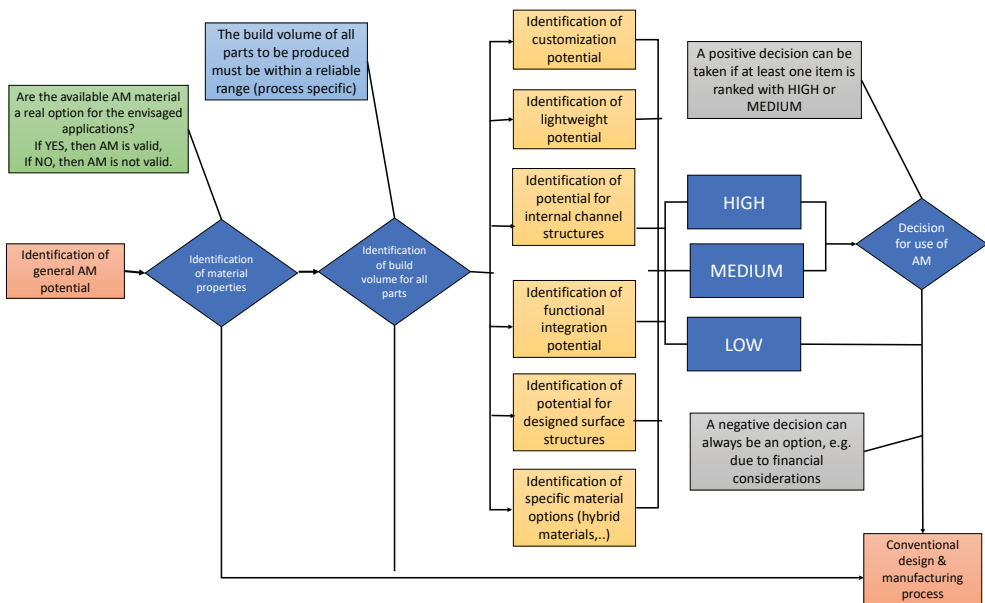 The build volume of all
parts to be produced
must be within a reliable
range (process specific)
Identification of
customization
potential
A positive decision can be
taken if at least one item is
ranked with HIGH or
MEDIUM
Are the available AM material
a real option for the envisaged
applications?
If YES, then AM is valid,
If NO, then AM is not valid.
Identification of
lightweight
potential
Identification of
potential for
internal channel
structures
HIGH
Identification of
general AM
potential
Identification
of material
properties
Identification
of build
volume for all
parts
MEDIUM
Decision
for use of
AM
Identification of
functional
integration
potential
LOW
Identification of
potential for
designed surface
structures
A negative decision can
always be an option, e.g.
due to financial
considerations
Identification of
specific material
options (hybrid
materials,..)
Conventional
design &
manufacturing
process